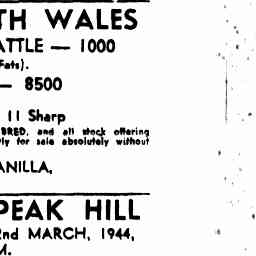 TH WALES
ATTLE — 1000
Fats).
— 8500
11 Sharp
BRED, and all stock offering
ly for sale absolutely without
ANILLA,
PEAK HILL
2nd MARCH, 1944,
M.